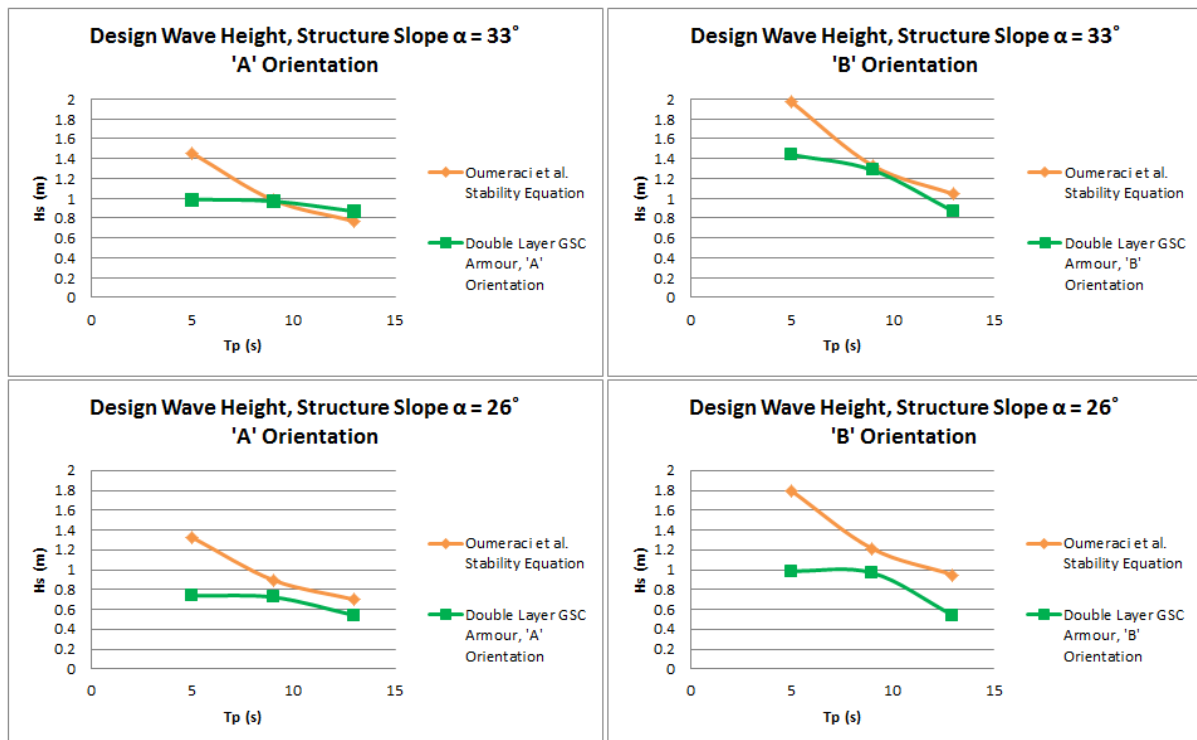 Design Wave Height, Structure Slope α = 33°
'A' Orientation
2
1.8
1.6
1.4
1.2
1
0.8
0.6
0.4
0.2
0
Hs (m)
0 5 10 15
Tp (s)
Oumeraci et al.
Stability Equation
Double Layer GSC
Armour, 'A'
Orientation
Design Wave Height, Structure Slope α = 33°
'B' Orientation
2
1.8
1.6
1.4
1.2
1
0.8
0.6
0.4
0.2
0
Hs (m)
0 5 10 15
Tp (s)
Oumeraci et al.
Stability Equation
Double Layer GSC
Armour, 'B'
Orientation
Design Wave Height, Structure Slope α = 26°
'A' Orientation
2
1.8
1.6
1.4
1.2
1
0.8
0.6
0.4
0.2
0
Hs (m)
0 5 10 15
Tp (s)
Oumeraci et al.
Stability Equation
Double Layer GSC
Armour, 'A'
Orientation
Design Wave Height, Structure Slope α = 26°
'B' Orientation
2
1.8
1.6
1.4
1.2
1
0.8
0.6
0.4
0.2
0
Hs (m)
0 5 10 15
Tp (s)
Oumeraci et al.
Stability Equation
Double Layer GSC
Armour, 'B'
Orientation